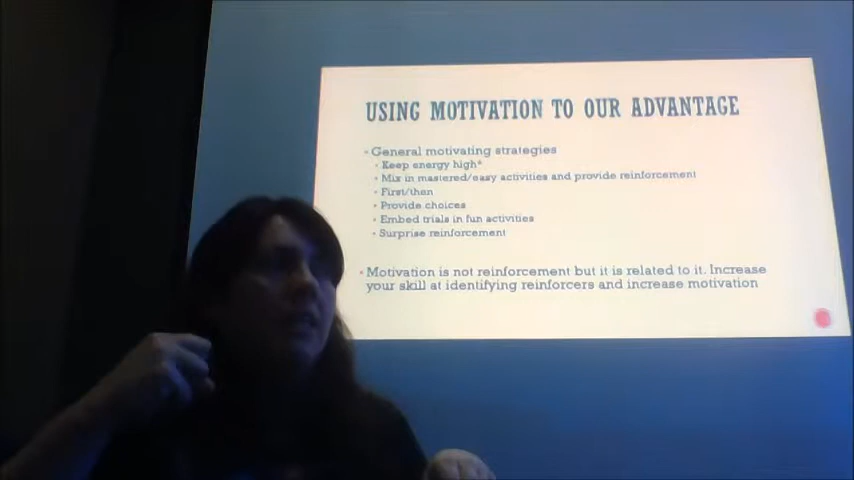 USING MOTIVATION TO OUR ADVANTAGE
• General motivating strategies
• Keep energy high*
• Mix in mastered/easy activities and provide reinforcement
• First/then
• Provide choices
• Embed trials in fun activities
• Surprise reinforcement
• Motivation is not reinforcement but it is related to it. Increase
your skill at identifying reinforcers and increase motivation